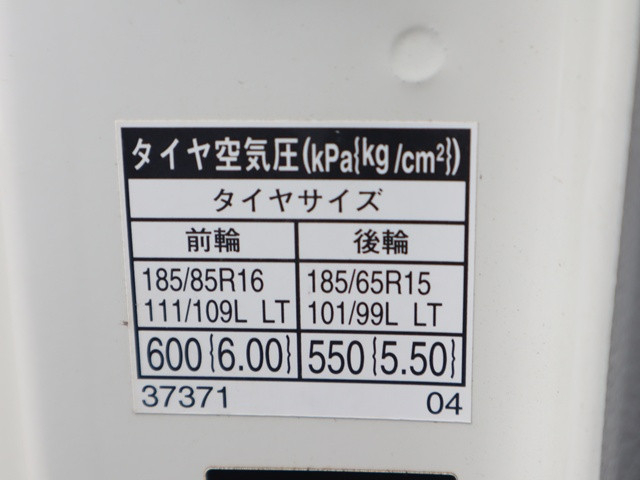 タイヤ空気圧(kPa{kg/cm²})
タイヤサイズ
前輪 後輪
185/85R16 185/65R15
111/109L LT 101/99L LT
600{6.00} 550{5.50}
37371 04